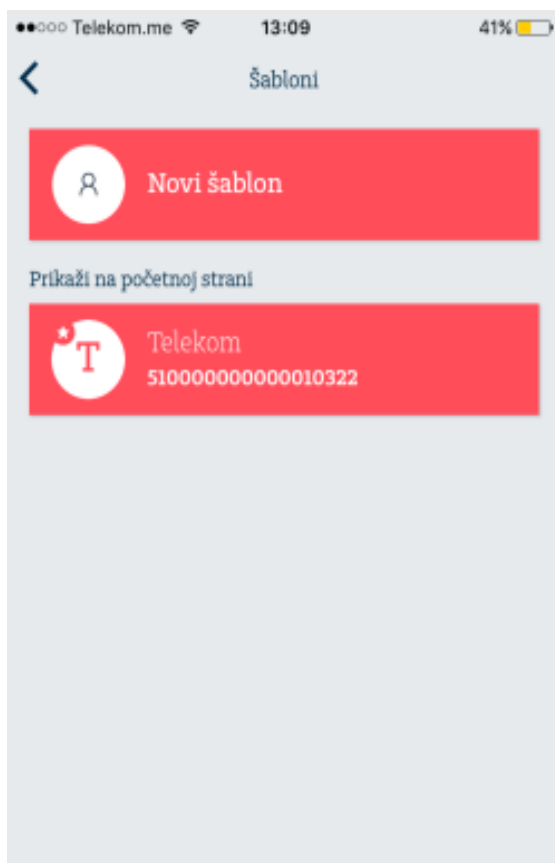 Telekom.me 13:09 41%
Šabloni
Novi šablon
Prikaži na početnoj strani
T
Telekom
510000000000010322